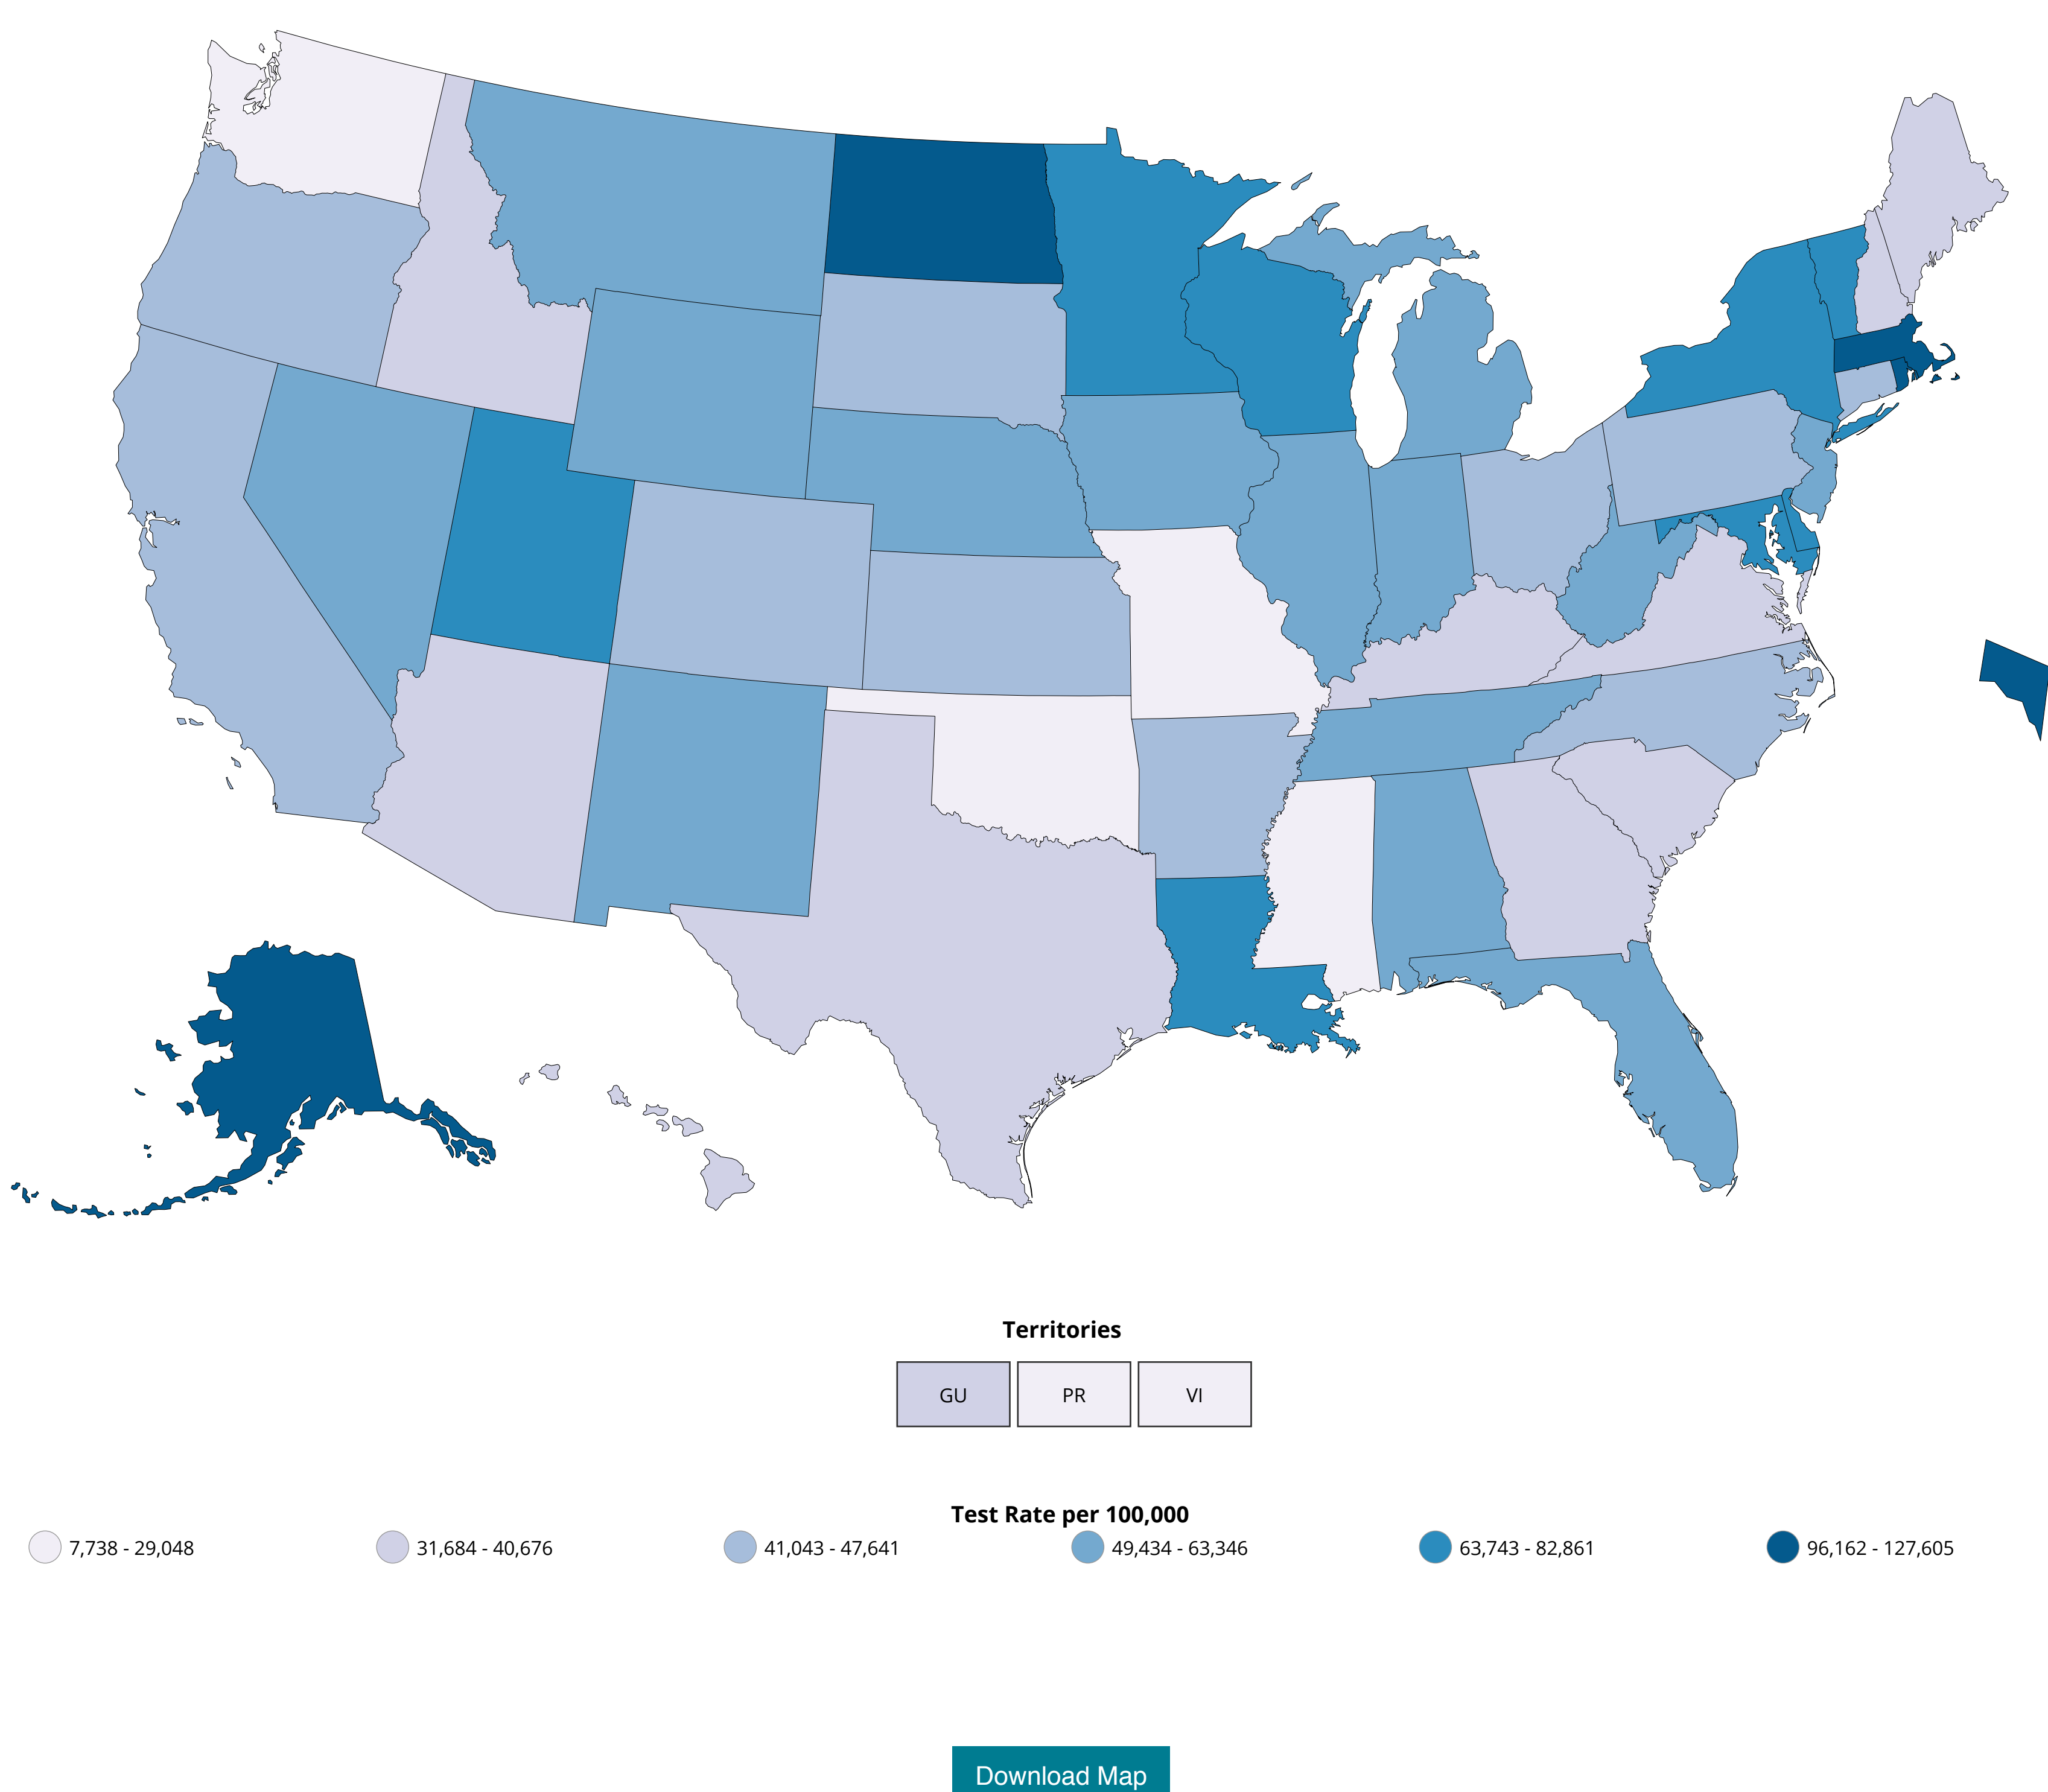 Territories
GU PR VI
Test Rate per 100,000
7,738 - 29,048 31,684 - 40,676 41,043 - 47,641 49,434 - 63,346 63,743 - 82,861 96,162 - 127,605
Download Map